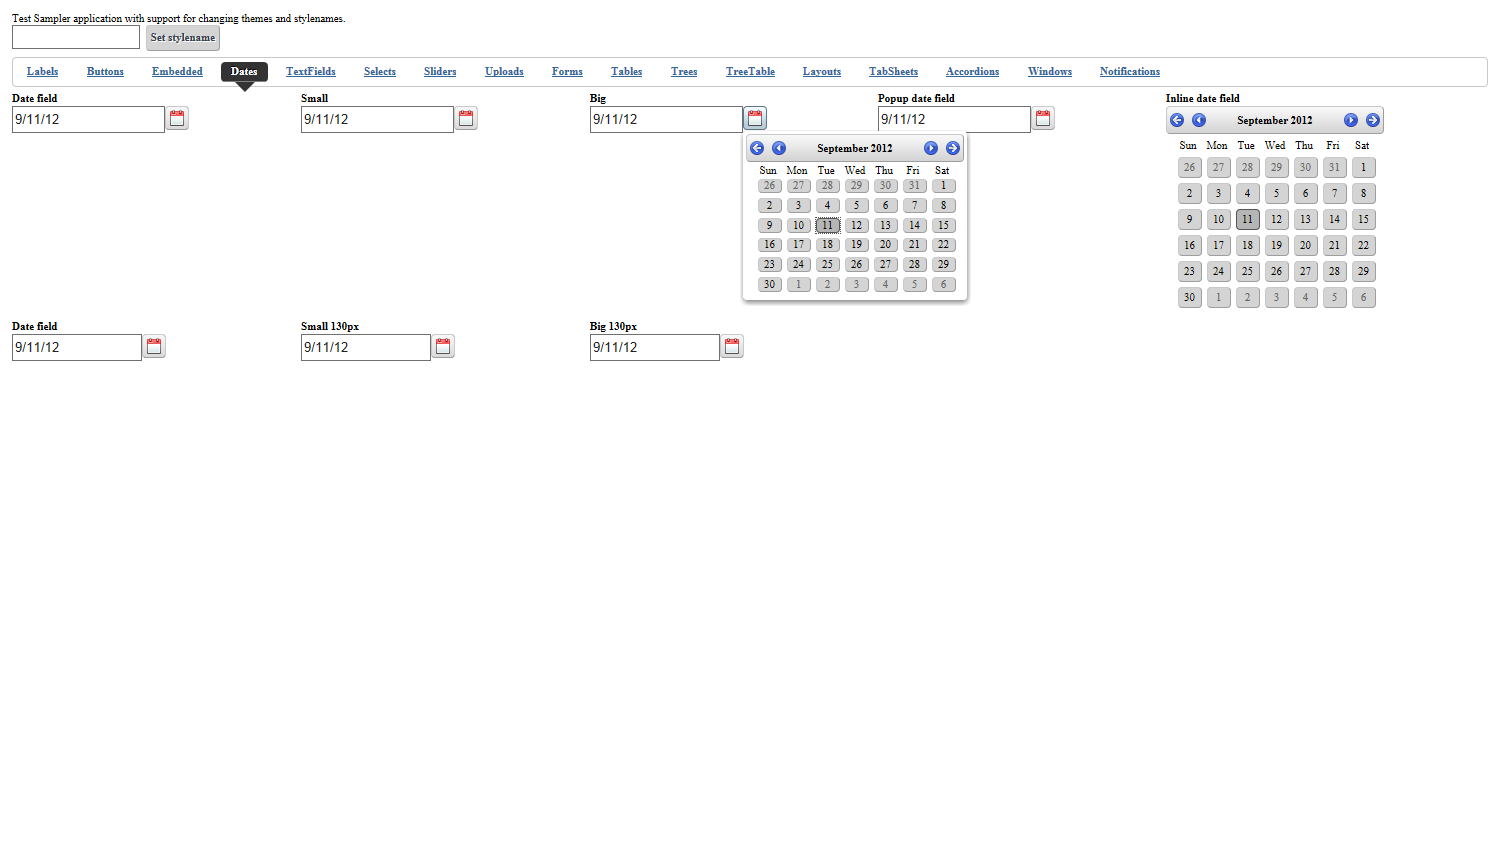 Test Sampler application with support for changing themes and stylenames.
Set stylename
Labels Buttons Embedded Dates TextFields Selects Sliders Uploads Forms Tables Trees TreeTable Layouts TabSheets Accordions Windows Notifications
Date field Small Big Popup date field Inline date field
9/11/12 9/11/12 9/11/12 9/11/12
September 2012
Sun Mon Tue Wed Thu Fri Sat
26 27 28 29 30 31 1
2 3 4 5 6 7 8
9 10 11 12 13 14 15
16 17 18 19 20 21 22
23 24 25 26 27 28 29
30 1 2 3 4 5 6
September 2012
Sun Mon Tue Wed Thu Fri Sat
26 27 28 29 30 31 1
2 3 4 5 6 7 8
9 10 11 12 13 14 15
16 17 18 19 20 21 22
23 24 25 26 27 28 29
30 1 2 3 4 5 6
Date field Small 130px Big 130px
9/11/12 9/11/12 9/11/12